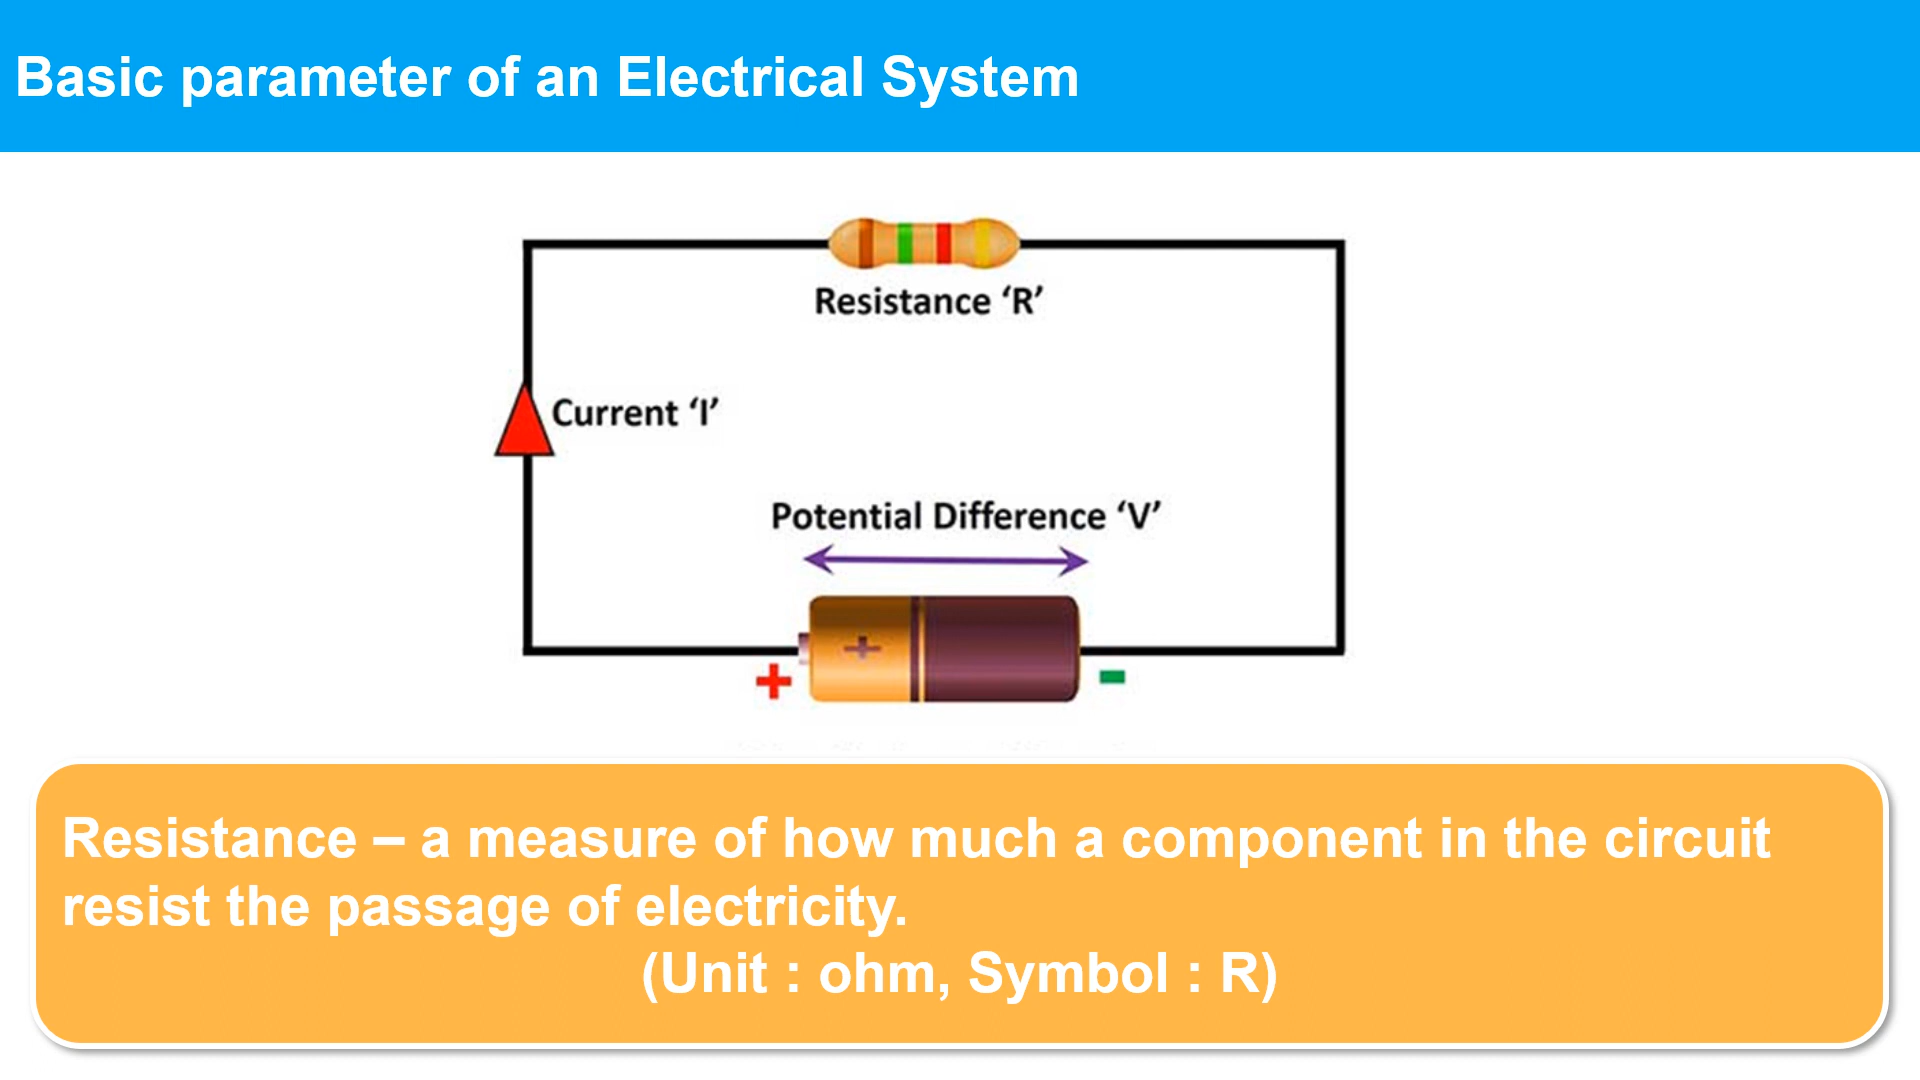 Basic parameter of an Electrical System
Resistance ‘R’
Current ‘I’
Potential Difference ‘V’
+
+ -
Resistance – a measure of how much a component in the circuit
resist the passage of electricity.
(Unit : ohm, Symbol : R)